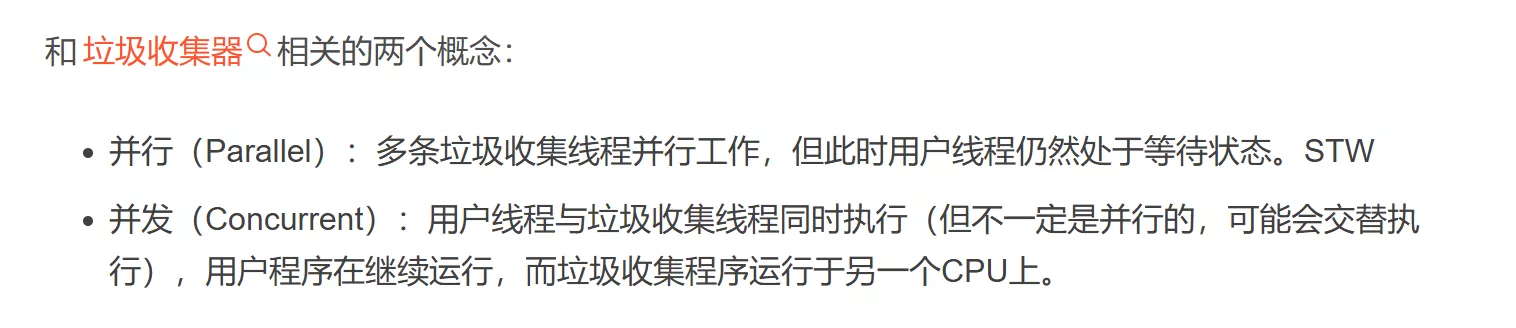 和 垃圾收集器 相关的两个概念：
• 并行（Parallel）：多条垃圾收集线程并行工作，但此时用户线程仍然处于等待状态。STW
• 并发（Concurrent）：用户线程与垃圾收集线程同时执行（但不一定是并行的，可能会交替执
行），用户程序在继续运行，而垃圾收集程序运行于另一个CPU上。